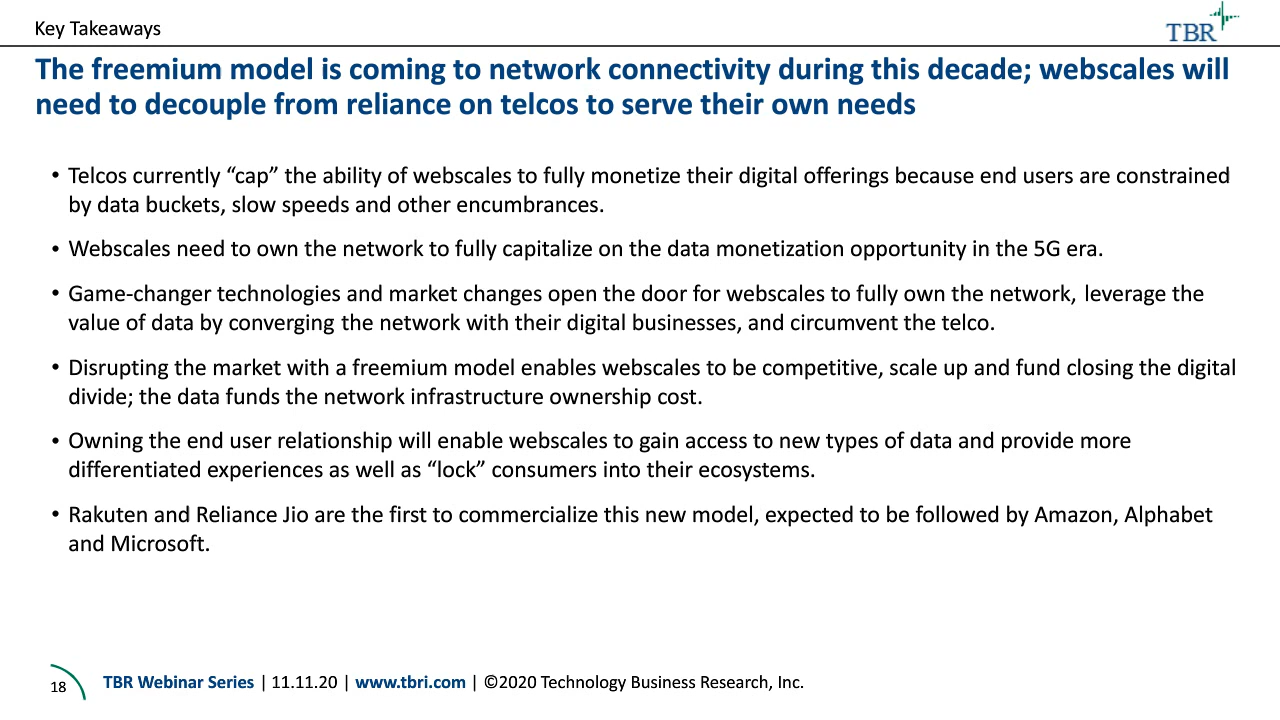 Key Takeaways
TBR
The freemium model is coming to network connectivity during this decade; webscales will
need to decouple from reliance on telcos to serve their own needs
• Telcos currently “cap” the ability of webscales to fully monetize their digital offerings because end users are constrained
by data buckets, slow speeds and other encumbrances.
• Webscales need to own the network to fully capitalize on the data monetization opportunity in the 5G era.
• Game-changer technologies and market changes open the door for webscales to fully own the network, leverage the
value of data by converging the network with their digital businesses, and circumvent the telco.
• Disrupting the market with a freemium model enables webscales to be competitive, scale up and fund closing the digital
divide; the data funds the network infrastructure ownership cost.
• Owning the end user relationship will enable webscales to gain access to new types of data and provide more
differentiated experiences as well as “lock” consumers into their ecosystems.
• Rakuten and Reliance Jio are the first to commercialize this new model, expected to be followed by Amazon, Alphabet
and Microsoft.
18 TBR Webinar Series | 11.11.20 | www.tbri.com | ©2020 Technology Business Research, Inc.